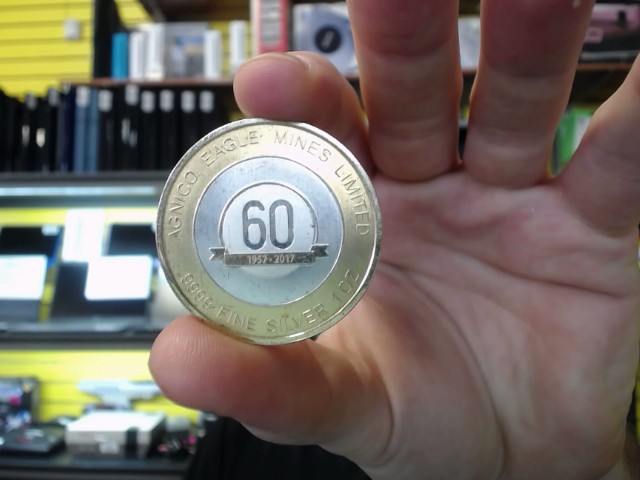 AGNICO EAGLE MINES LIMITED
60
1957-2017
.9999 FINE SILVER 1 OZ